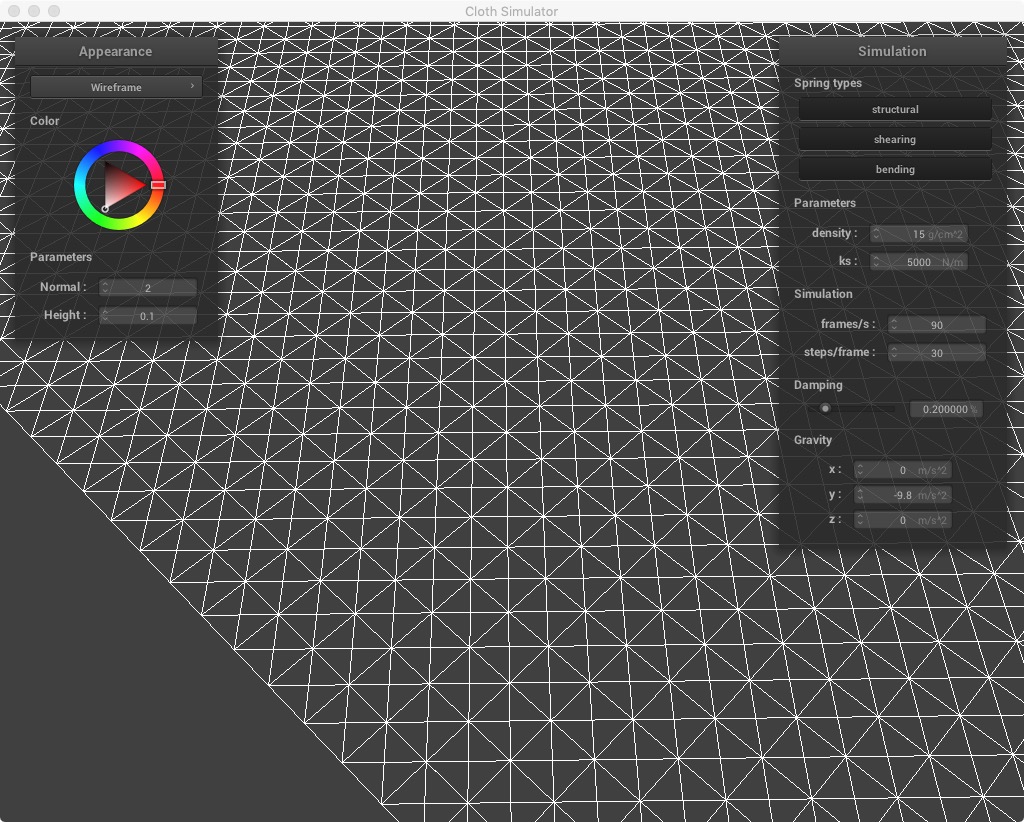 Cloth Simulator
Appearance
Wireframe ›
Color
Parameters
Normal : 2
Height : 0.1
Simulation
Spring types
structural
shearing
bending
Parameters
density : 15 g/cm^2
ks : 5000 N/m
Simulation
frames/s : 90
steps/frame : 30
Damping
0.200000 %
Gravity
x : 0 m/s^2
y : -9.8 m/s^2
z : 0 m/s^2